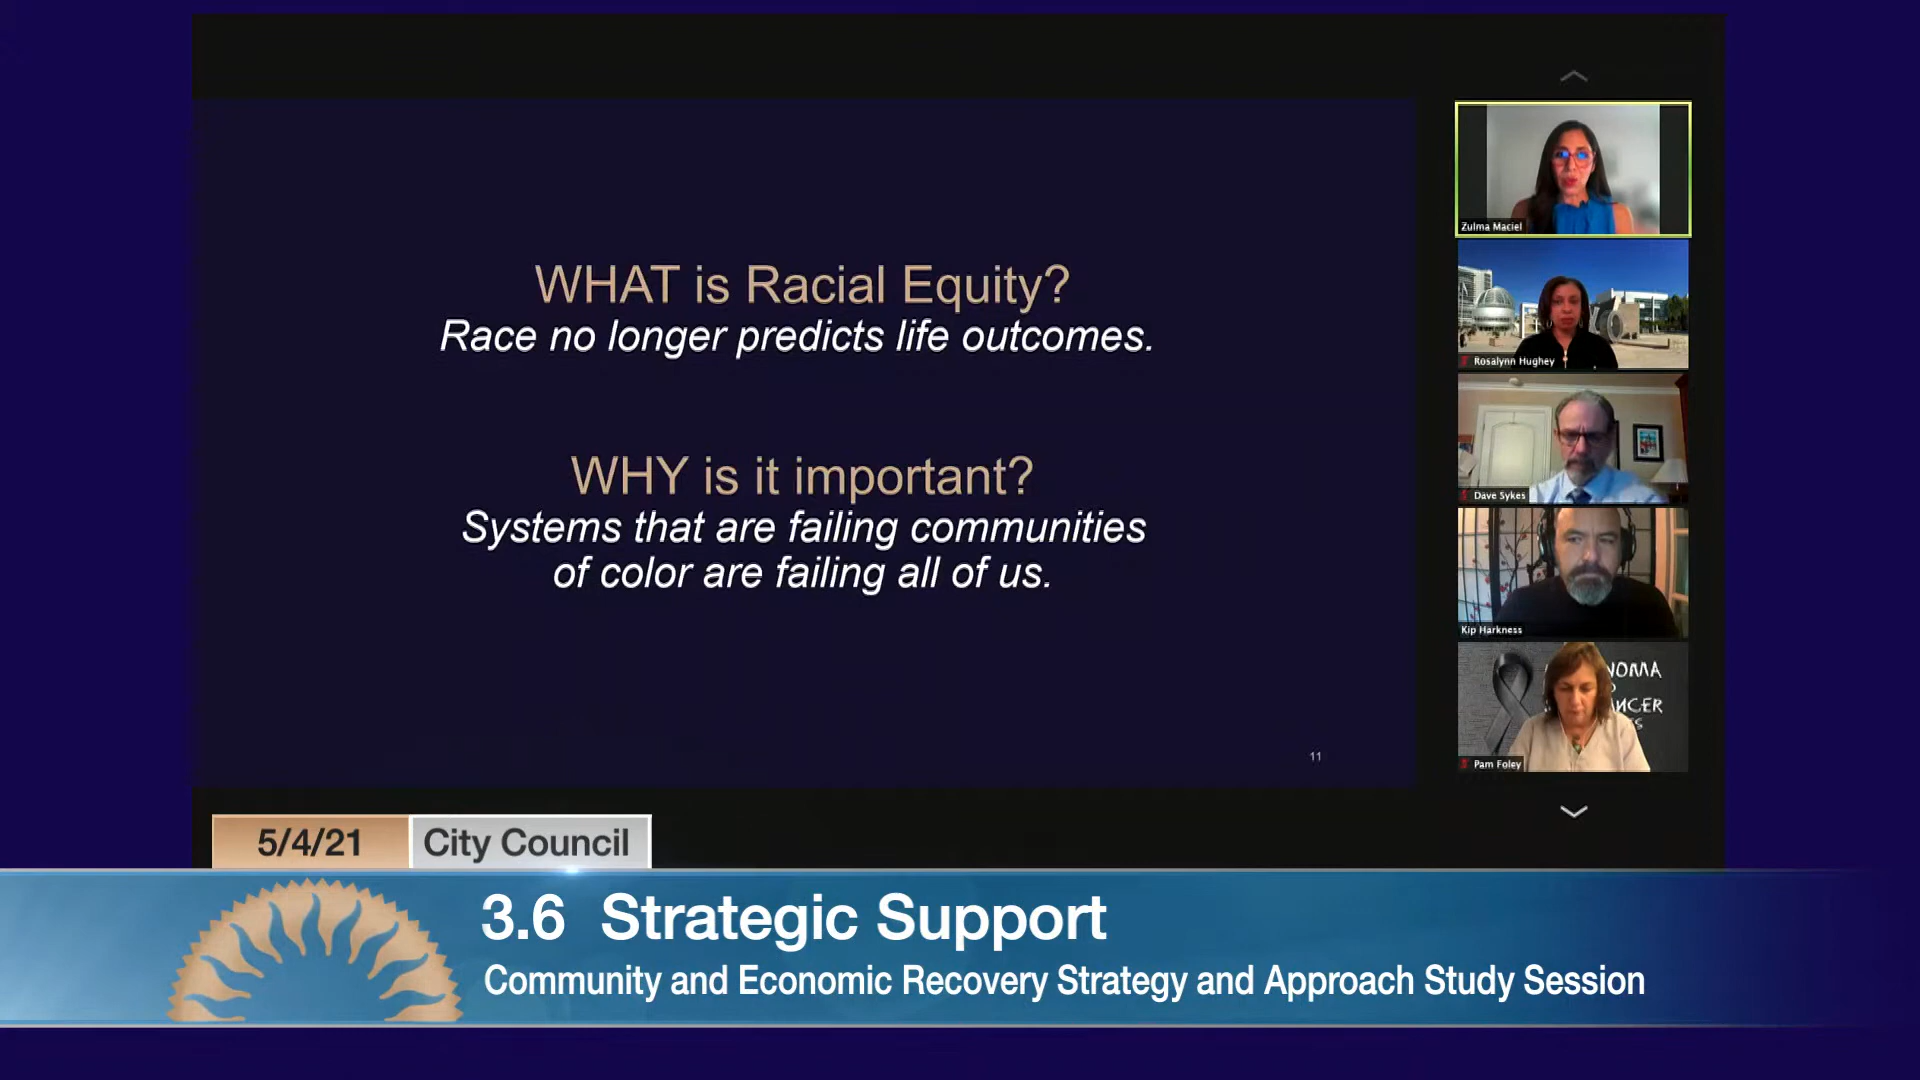 WHAT is Racial Equity?
Race no longer predicts life outcomes.
WHY is it important?
Systems that are failing communities
of color are failing all of us.
11
Zulma Maciel
Rosalynn Hughey
Dave Sykes
Kip Harkness
Pam Foley
5/4/21 City Council
3.6 Strategic Support
Community and Economic Recovery Strategy and Approach Study Session